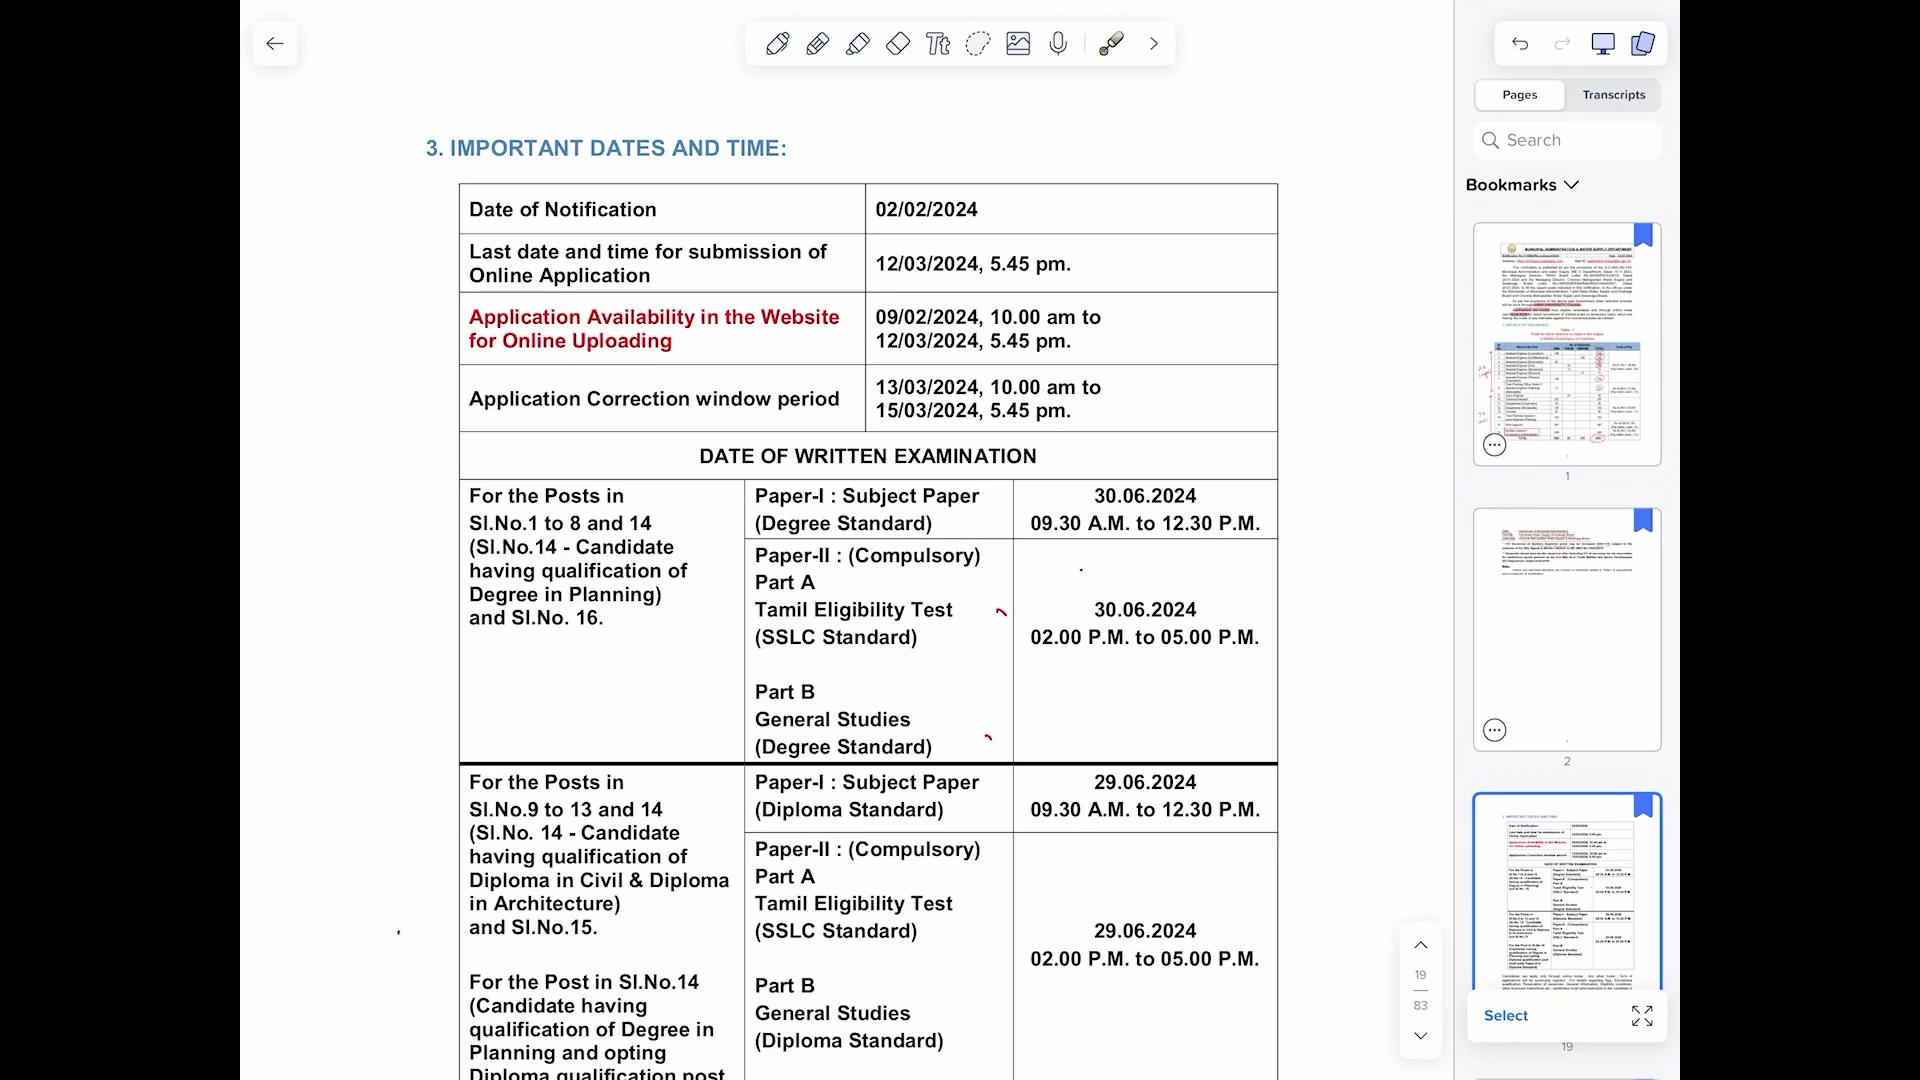 Tt
Pages
Transcripts
Search
Bookmarks
3. IMPORTANT DATES AND TIME:
Date of Notification
02/02/2024
Last date and time for submission of
Online Application
12/03/2024, 5.45 pm.
Application Availability in the Website
for Online Uploading
09/02/2024, 10.00 am to
12/03/2024, 5.45 pm.
Application Correction window period
13/03/2024, 10.00 am to
15/03/2024, 5.45 pm.
DATE OF WRITTEN EXAMINATION
For the Posts in
Sl.No.1 to 8 and 14
(Sl.No.14 - Candidate
having qualification of
Degree in Planning)
and Sl.No. 16.
Paper-I : Subject Paper
(Degree Standard)
30.06.2024
09.30 A.M. to 12.30 P.M.
Paper-II : (Compulsory)
Part A
Tamil Eligibility Test
(SSLC Standard)
Part B
General Studies
(Degree Standard)
30.06.2024
02.00 P.M. to 05.00 P.M.
For the Posts in
Sl.No.9 to 13 and 14
(Sl.No. 14 - Candidate
having qualification of
Diploma in Civil & Diploma
in Architecture)
and Sl.No.15.
For the Post in Sl.No.14
(Candidate having
qualification of Degree in
Planning and opting
Diploma qualification post
Paper-I : Subject Paper
(Diploma Standard)
29.06.2024
09.30 A.M. to 12.30 P.M.
Paper-II : (Compulsory)
Part A
Tamil Eligibility Test
(SSLC Standard)
Part B
General Studies
(Diploma Standard)
29.06.2024
02.00 P.M. to 05.00 P.M.
19
83
1
2
Select
19